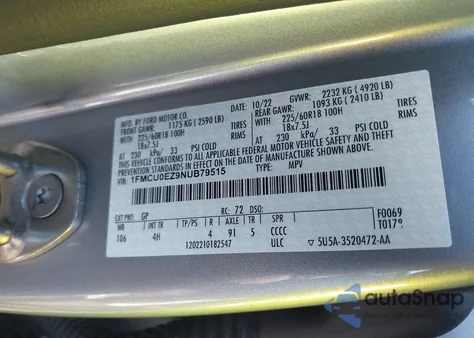 MFD. BY FORD MOTOR CO.
10/22 GVWR: 2232 KG ( 4920 LB)
FRONT GAWR: 1175 KG ( 2590 LB) REAR GAWR: 1093 KG ( 2410 LB)
225/60R18 100H TIRES 225/60R18 100H TIRES
18x7.5J RIMS 18x7.5J RIMS
AT 230 kPa/ 33 PSI COLD AT 230 kPa/ 33 PSI COLD
THIS VEHICLE CONFORMS TO ALL APPLICABLE FEDERAL MOTOR VEHICLE SAFETY AND THEFT
PREVENTION STANDARDS IN EFFECT ON THE DATE OF MANUFACTURE SHOWN ABOVE.
VIN: 1FMCU0EZ9NUB79515 TYPE: MPV
EXT PNT: GP RC: 72 DSO: F0069
WB INT TR TP/PS R AXLE TR SPR T017
106 4H 4 91 5 CCCC
1202210182547 ULC 5U5A-3520472-AA
autoSnap